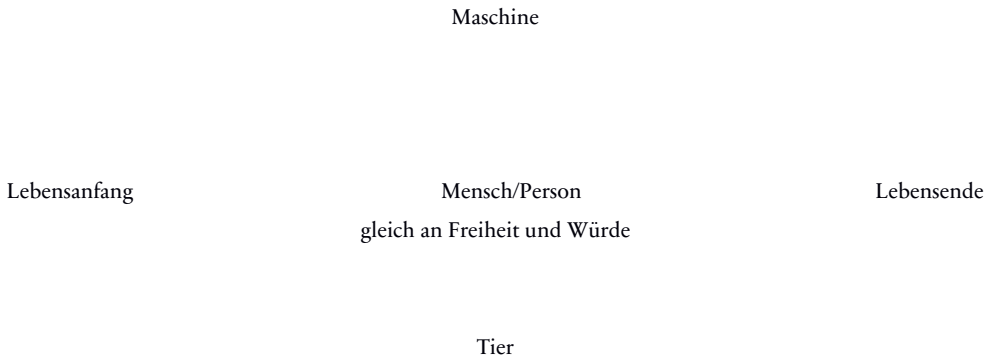 Maschine
Lebensanfang Mensch/Person Lebensende
gleich an Freiheit und Würde
Tier